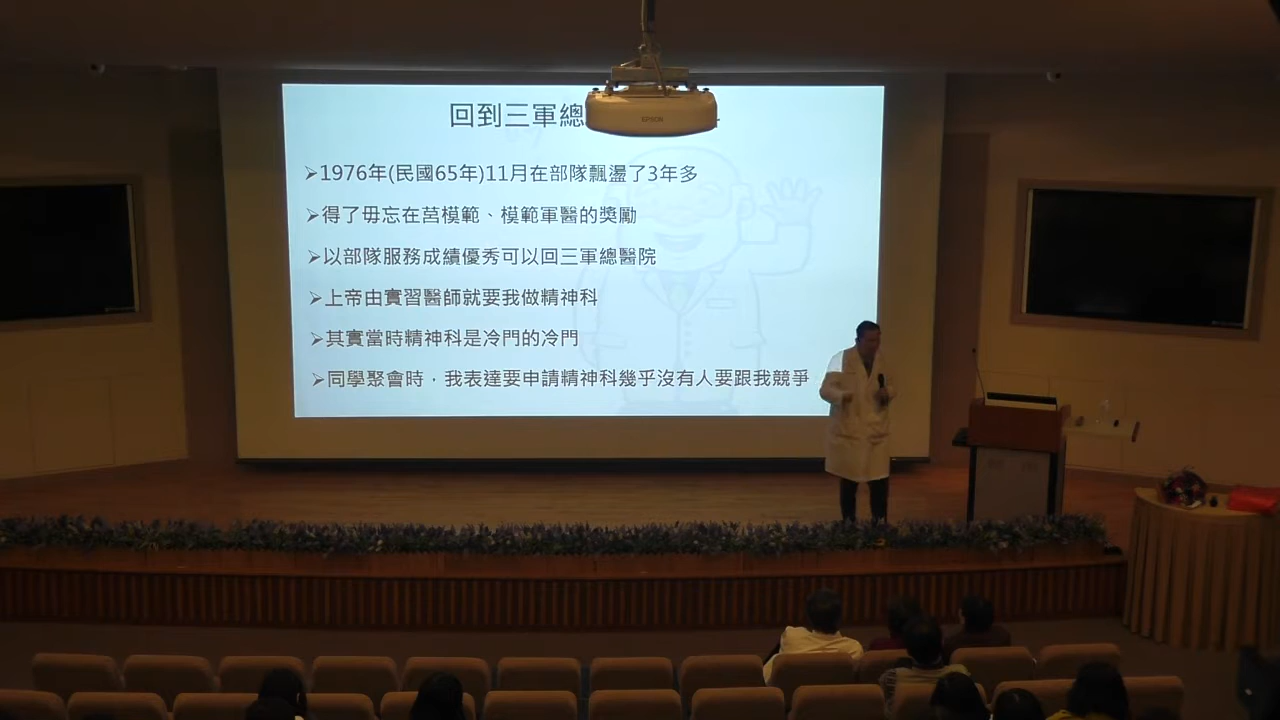 回到三軍總
➢1976年(民國65年)11月在部隊飄盪了3年多
➢得了毋忘在莒模範、模範軍醫的獎勵
➢以部隊服務成績優秀可以回三軍總醫院
➢上帝由實習醫師就要我做精神科
➢其實當時精神科是冷門的冷門
➢同學聚會時，我表達要申請精神科幾乎沒有人要跟我競爭
EPSON